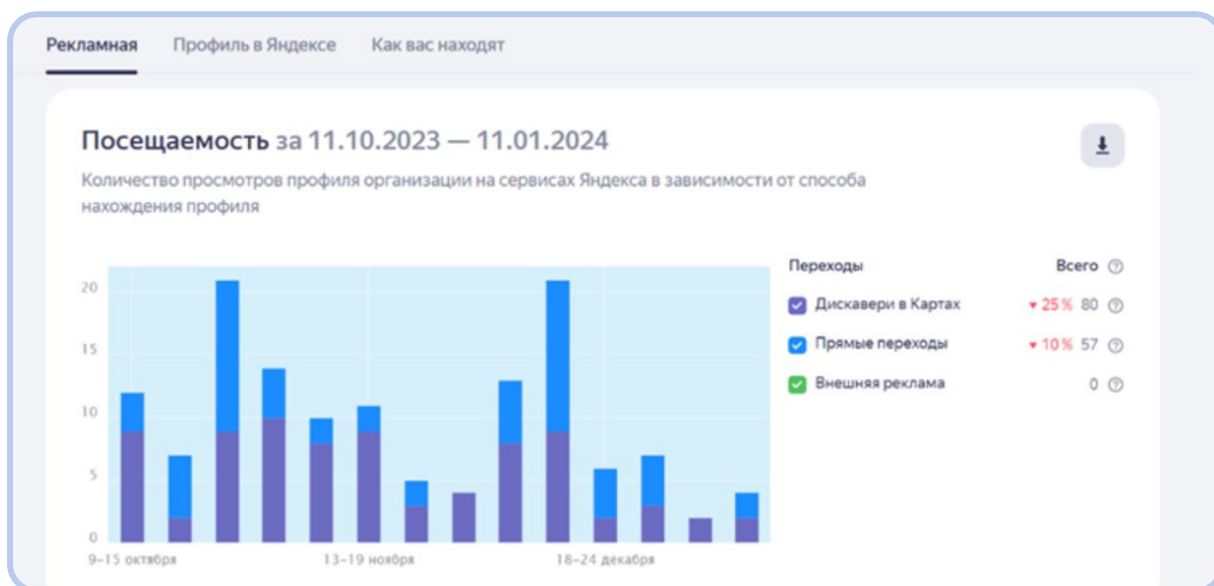 Рекламная Профиль в Яндексе Как вас находят
Посещаемость за 11.10.2023 — 11.01.2024
Количество просмотров профиля организации на сервисах Яндекса в зависимости от способа
нахождения профиля
Переходы Всего
Дискавери в Картах ▼ 25 % 80
Прямые переходы ▼ 10 % 57
Внешняя реклама 0
20
15
10
5
0
9–15 октября 13–19 ноября 18–24 декабря